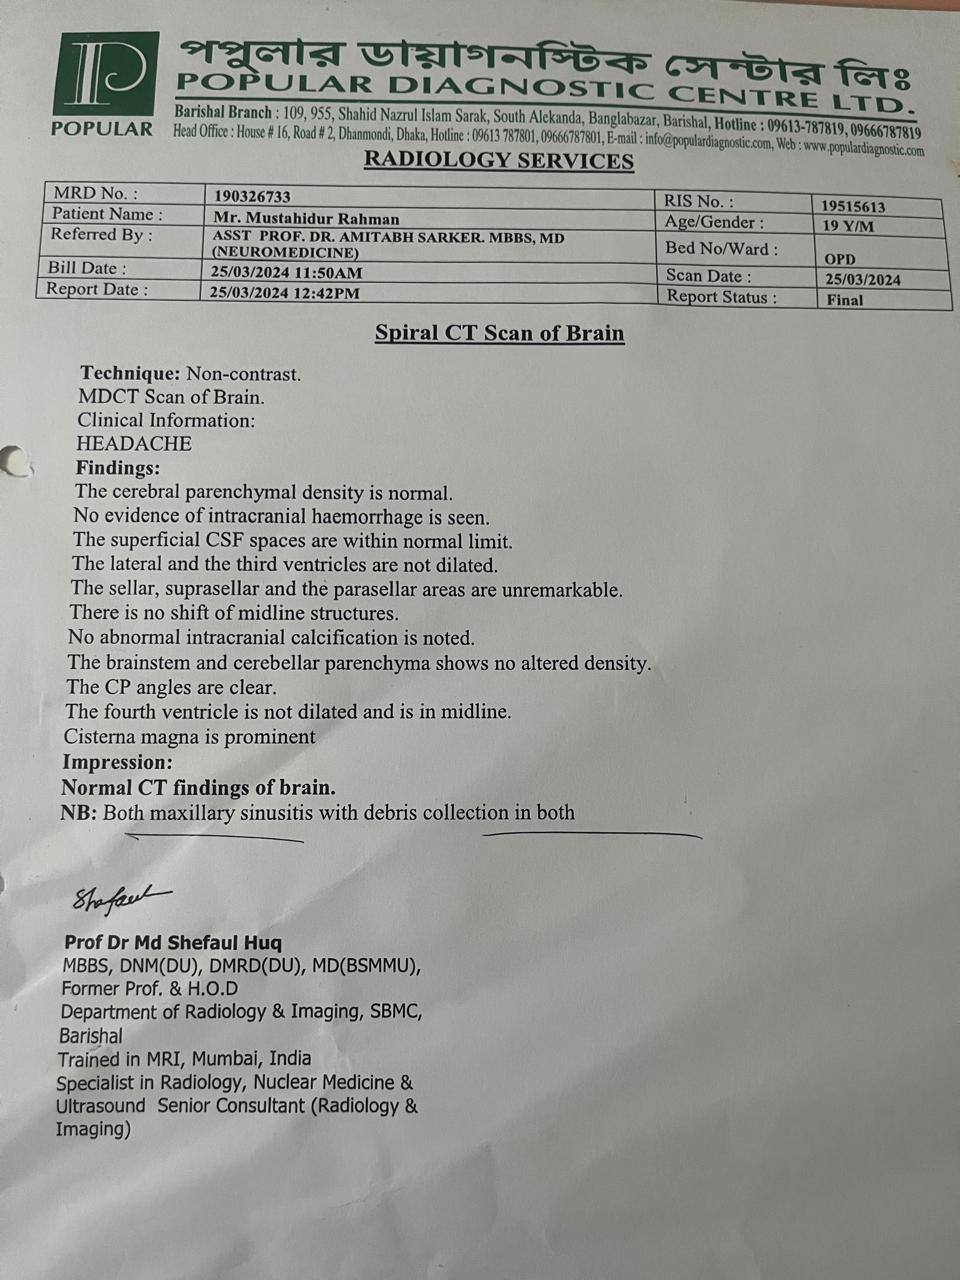 পপুলার ডায়াগনস্টিক সেন্টার লিঃ
POPULAR DIAGNOSTIC CENTRE LTD.
POPULAR
Barishal Branch : 109, 955, Shahid Nazrul Islam Sarak, South Alekanda, Banglabazar, Barishal, Hotline : 09613-787819, 09666787819
Head Office : House # 16, Road # 2, Dhanmondi, Dhaka, Hotline : 09613 787801, 09666787801, E-mail : info@populardiagnostic.com, Web : www.populardiagnostic.com
RADIOLOGY SERVICES
MRD No. : 190326733 RIS No. : 19515613
Patient Name : Mr. Mustahidur Rahman Age/Gender : 19 Y/M
Referred By : ASST PROF. DR. AMITABH SARKER. MBBS, MD
(NEUROMEDICINE) Bed No/Ward : OPD
Bill Date : 25/03/2024 11:50AM Scan Date : 25/03/2024
Report Date : 25/03/2024 12:42PM Report Status : Final
Spiral CT Scan of Brain
Technique: Non-contrast.
MDCT Scan of Brain.
Clinical Information:
HEADACHE
Findings:
The cerebral parenchymal density is normal.
No evidence of intracranial haemorrhage is seen.
The superficial CSF spaces are within normal limit.
The lateral and the third ventricles are not dilated.
The sellar, suprasellar and the parasellar areas are unremarkable.
There is no shift of midline structures.
No abnormal intracranial calcification is noted.
The brainstem and cerebellar parenchyma shows no altered density.
The CP angles are clear.
The fourth ventricle is not dilated and is in midline.
Cisterna magna is prominent
Impression:
Normal CT findings of brain.
NB: Both maxillary sinusitis with debris collection in both
Shefaul
Prof Dr Md Shefaul Huq
MBBS, DNM(DU), DMRD(DU), MD(BSMMU),
Former Prof. & H.O.D
Department of Radiology & Imaging, SBMC,
Barishal
Trained in MRI, Mumbai, India
Specialist in Radiology, Nuclear Medicine &
Ultrasound Senior Consultant (Radiology &
Imaging)